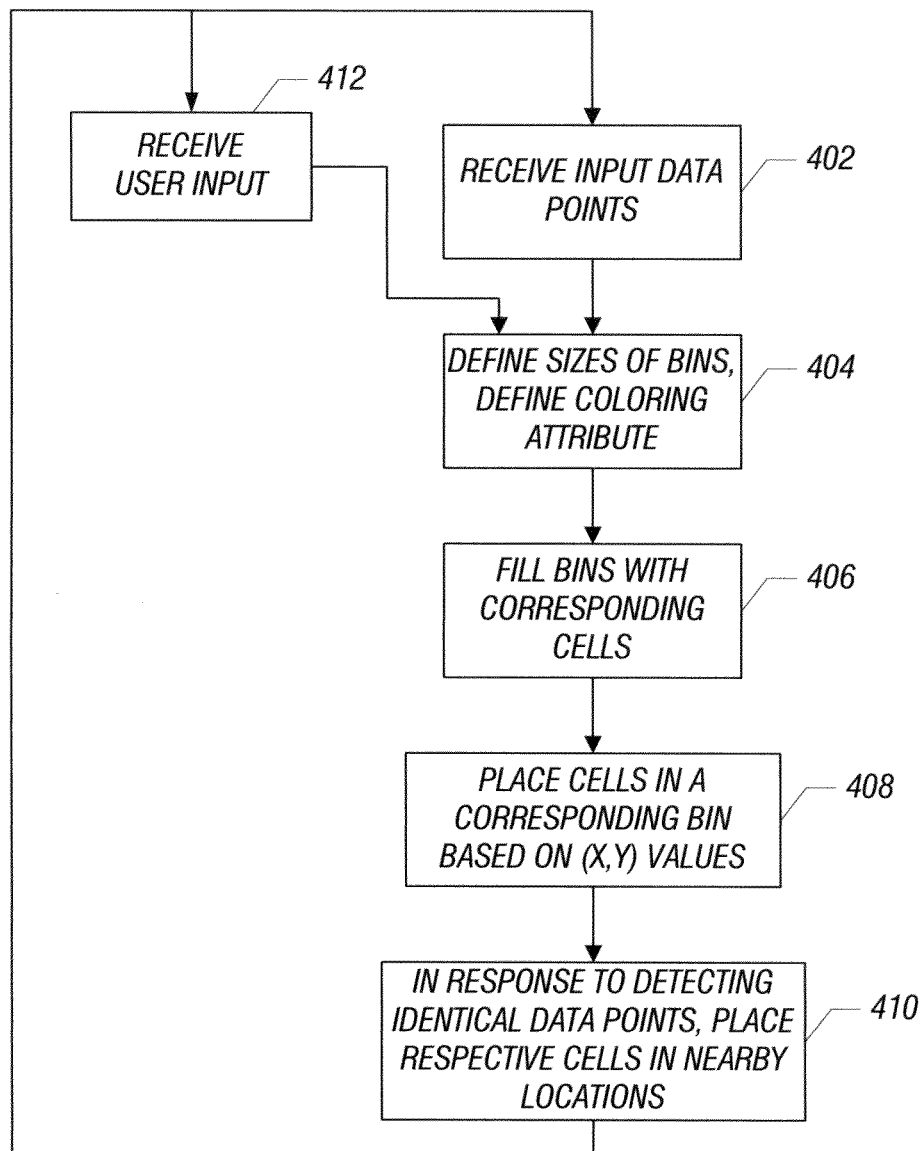 412
RECEIVE
USER INPUT
RECEIVE INPUT DATA
POINTS
402
DEFINE SIZES OF BINS,
DEFINE COLORING
ATTRIBUTE
404
FILL BINS WITH
CORRESPONDING
CELLS
406
PLACE CELLS IN A
CORRESPONDING BIN
BASED ON (X,Y) VALUES
408
IN RESPONSE TO DETECTING
IDENTICAL DATA POINTS, PLACE
RESPECTIVE CELLS IN NEARBY
LOCATIONS
410